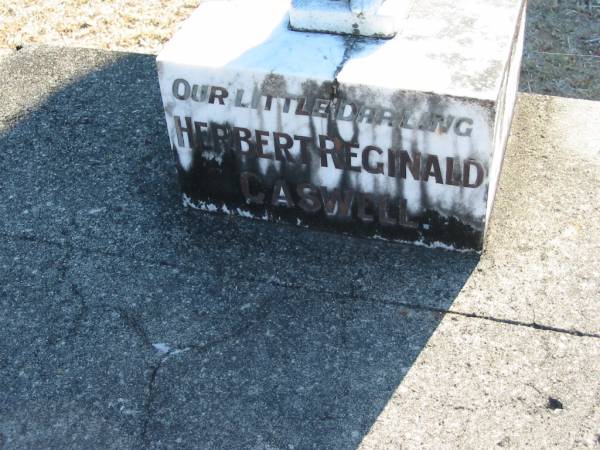 OUR LITTLE DARLING
HERBERT REGINALD
CASWELL.